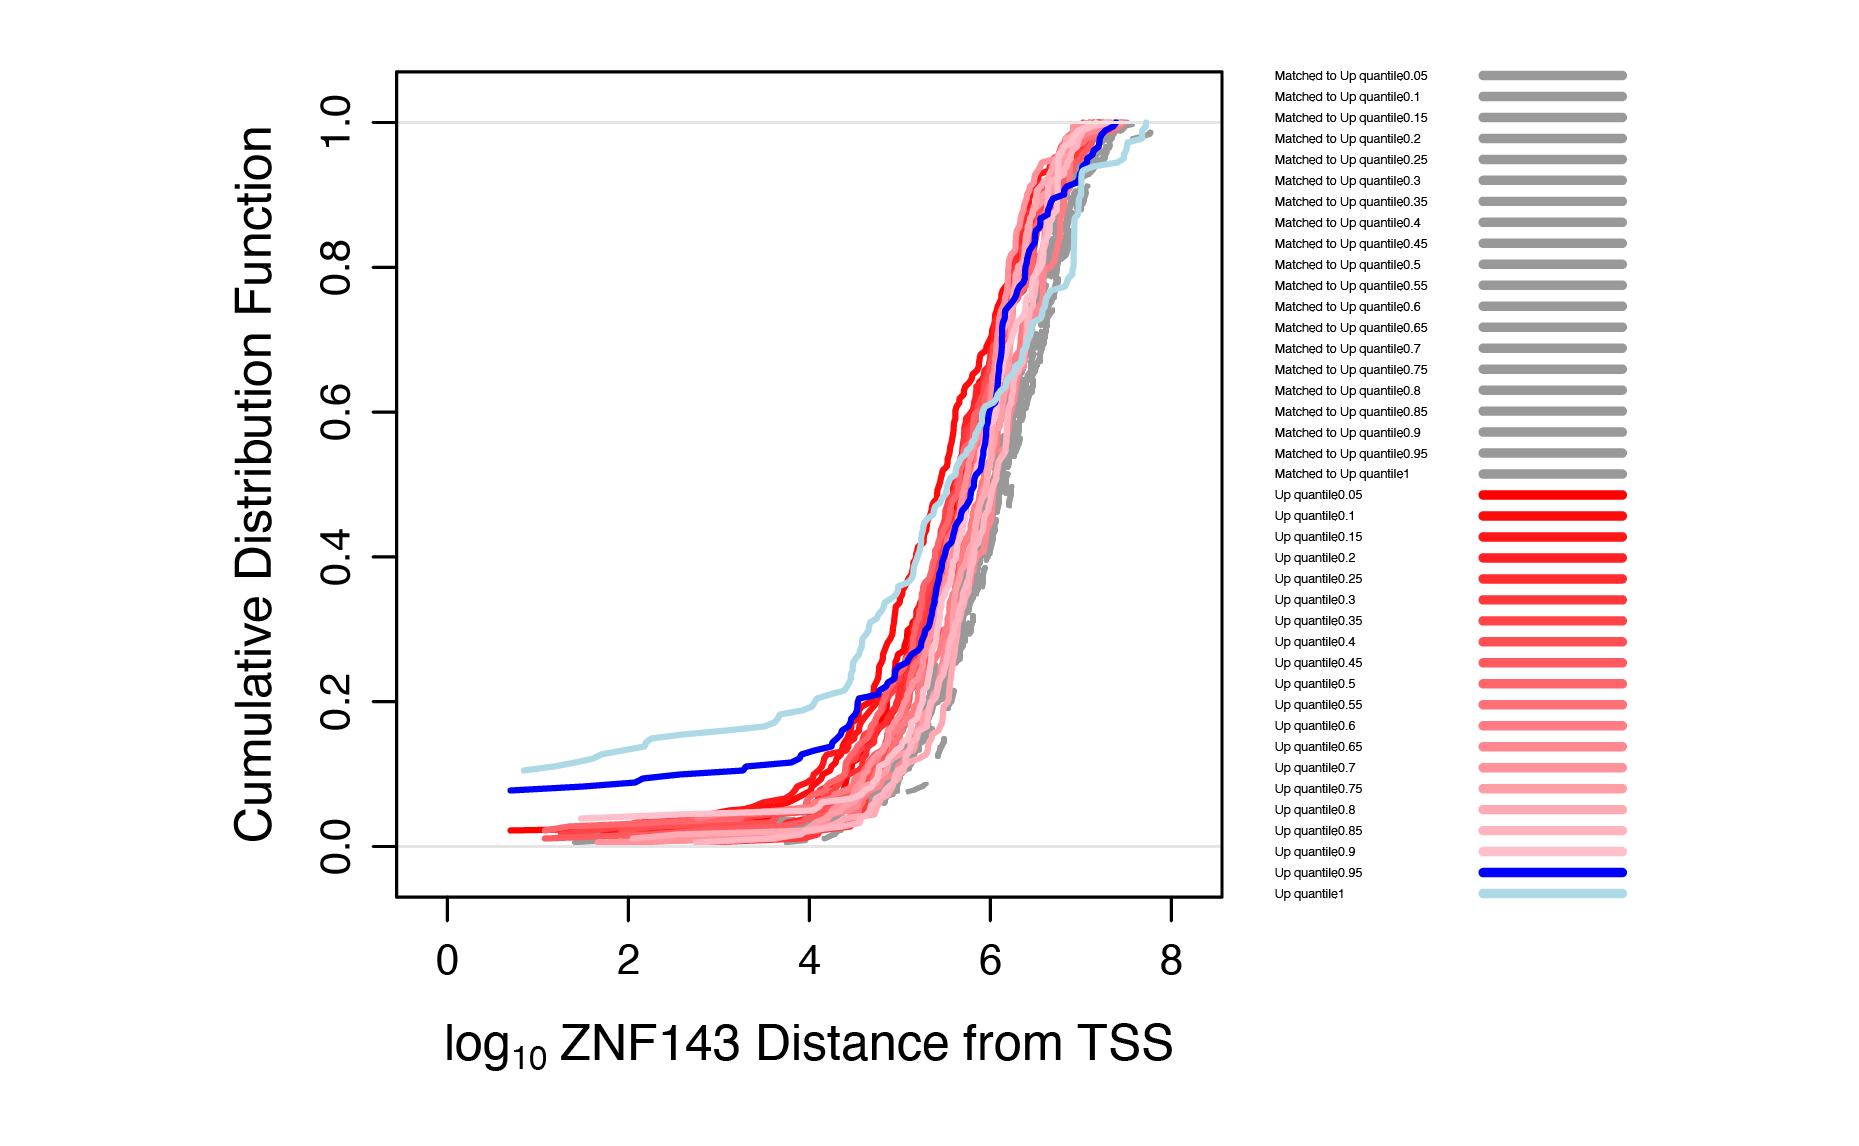 Cumulative Distribution Function
1.0
0.8
0.6
0.4
0.2
0.0
0 2 4 6 8
log10 ZNF143 Distance from TSS
Matched to Up quantile0.05
Matched to Up quantile0.1
Matched to Up quantile0.15
Matched to Up quantile0.2
Matched to Up quantile0.25
Matched to Up quantile0.3
Matched to Up quantile0.35
Matched to Up quantile0.4
Matched to Up quantile0.45
Matched to Up quantile0.5
Matched to Up quantile0.55
Matched to Up quantile0.6
Matched to Up quantile0.65
Matched to Up quantile0.7
Matched to Up quantile0.75
Matched to Up quantile0.8
Matched to Up quantile0.85
Matched to Up quantile0.9
Matched to Up quantile0.95
Matched to Up quantile1
Up quantile0.05
Up quantile0.1
Up quantile0.15
Up quantile0.2
Up quantile0.25
Up quantile0.3
Up quantile0.35
Up quantile0.4
Up quantile0.45
Up quantile0.5
Up quantile0.55
Up quantile0.6
Up quantile0.65
Up quantile0.7
Up quantile0.75
Up quantile0.8
Up quantile0.85
Up quantile0.9
Up quantile0.95
Up quantile1